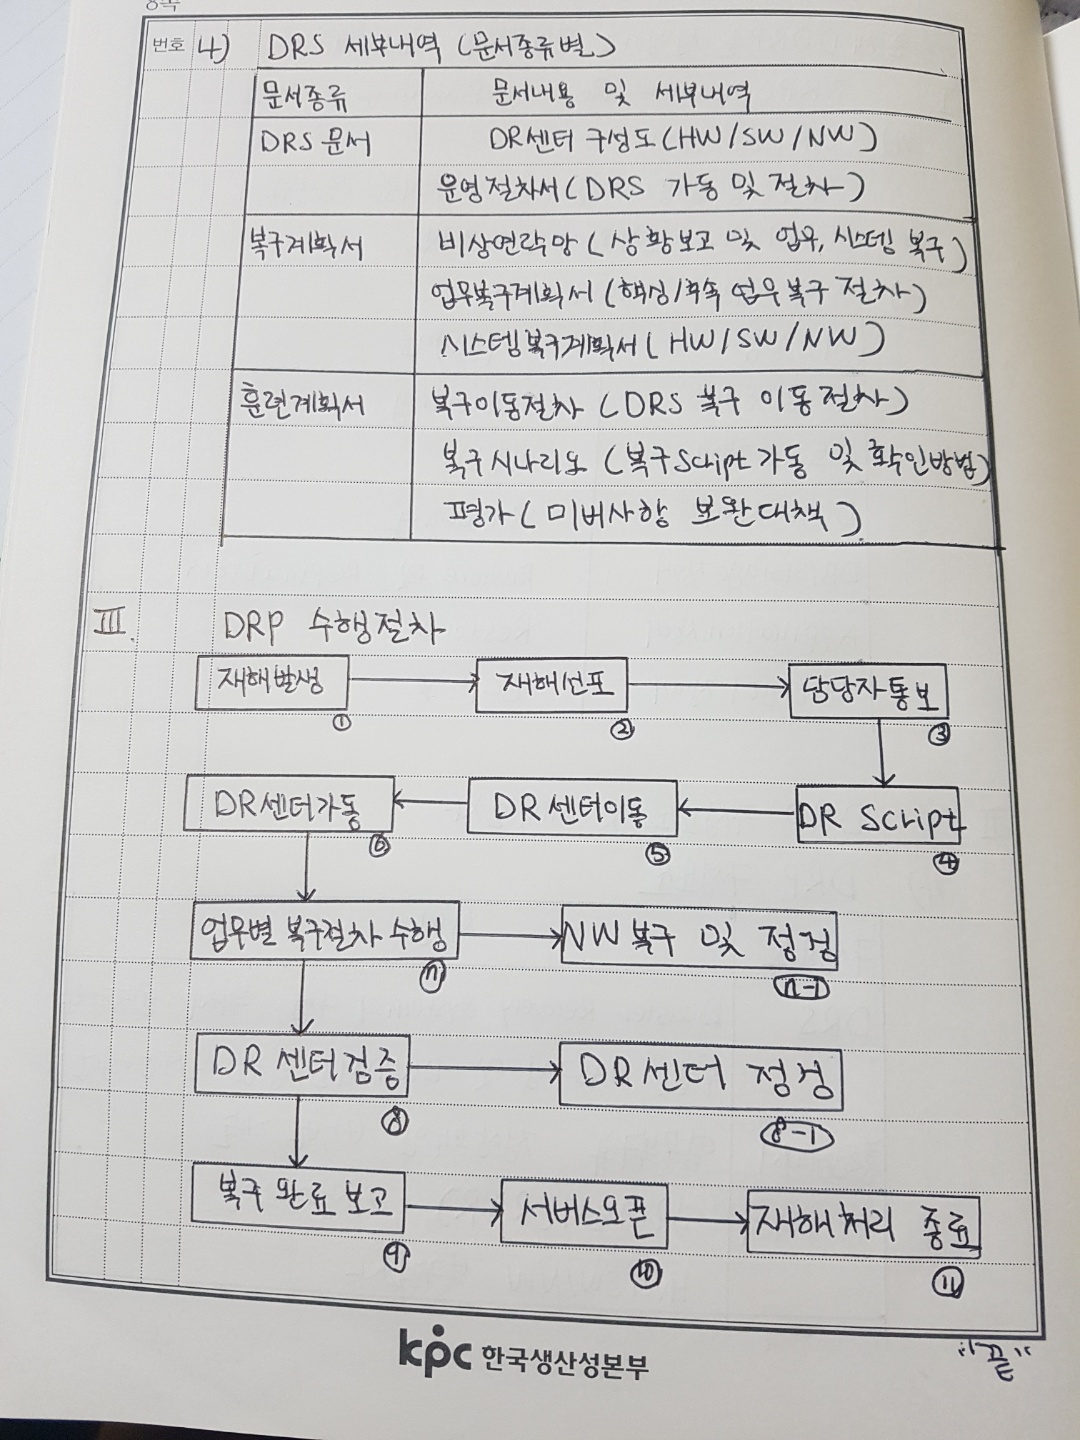 번호 4) DRS 세부내역 (문서종류별)
문서종류 문서내용 및 세부내역
DRS 문서 DR센터 구성도 (HW/SW/NW)
운영절차서 (DRS 가동 및 절차)
복구계획서 비상연락망 (상황보고 및 업무, 시스템 복구)
업무복구계획서 (핵심/후속 업무복구 절차)
시스템복구계획서 (HW/SW/NW)
훈련계획서 복구이동절차 (DRS 복구 이동절차)
복구시나리오 (복구Script 가동 및 확인방법)
평가 (미비사항 보완대책)
III. DRP 수행절차
재해발생 재해선포 담당자통보
① ② ③
DR센터가동 DR센터이동 DR Script
⑥ ⑤ ④
업무별 복구절차 수행 NW 복구 및 정검
⑦ 7-1
DR센터검증 DR센터 정검
⑧ 8-1
복구완료보고 서버스오픈 재해처리 종료
⑨ ⑩ ⑪
"끝"
kpc 한국생산성본부